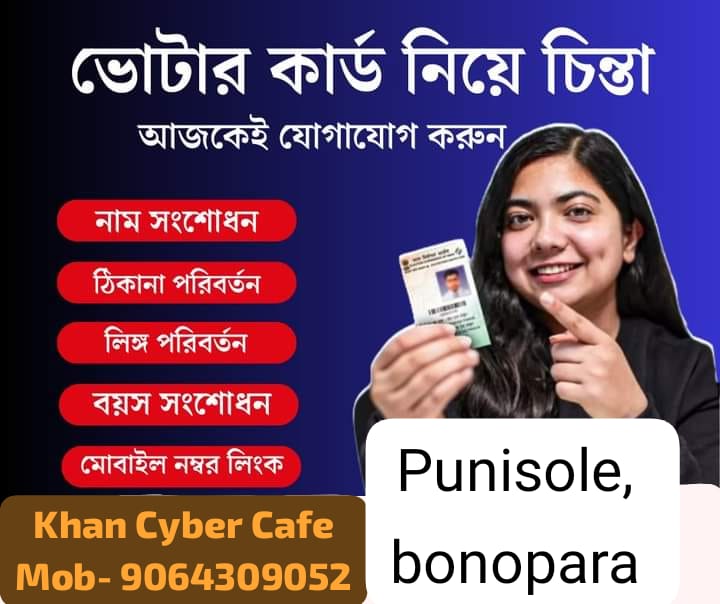 ভোটার কার্ড নিয়ে চিন্তা
আজকেই যোগাযোগ করুন
নাম সংশোধন
ঠিকানা পরিবর্তন
লিঙ্গ পরিবর্তন
বয়স সংশোধন
মোবাইল নম্বর লিংক
Khan Cyber Cafe
Mob- 9064309052
Punisole,
bonopara